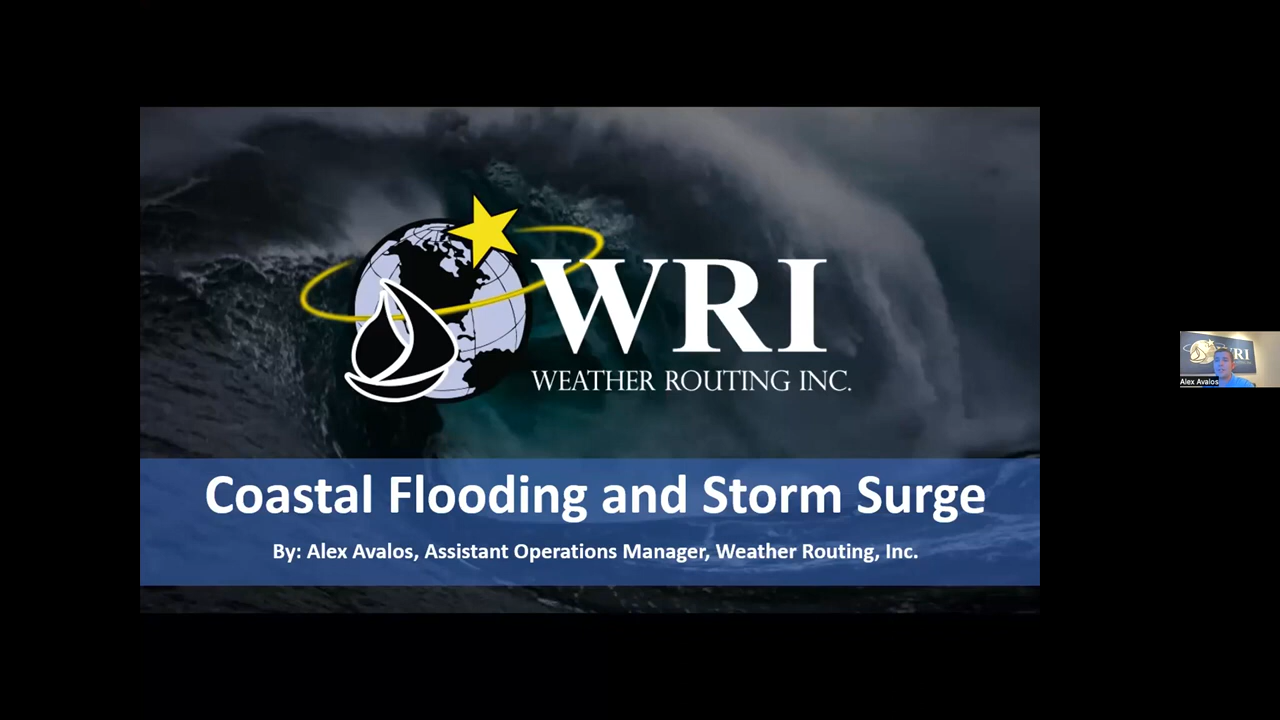 WRI
WEATHER ROUTING INC.
Coastal Flooding and Storm Surge
By: Alex Avalos, Assistant Operations Manager, Weather Routing, Inc.
WRI
Alex Avalos